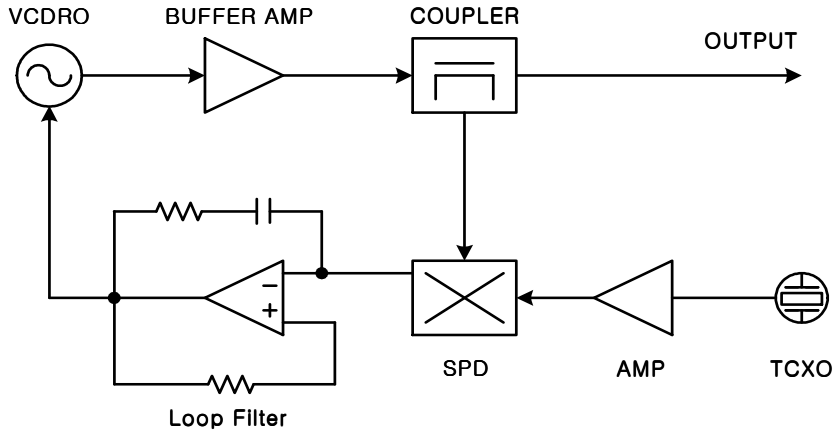 VCDRO
BUFFER AMP
COUPLER
OUTPUT
−
+
SPD
AMP
TCXO
Loop Filter